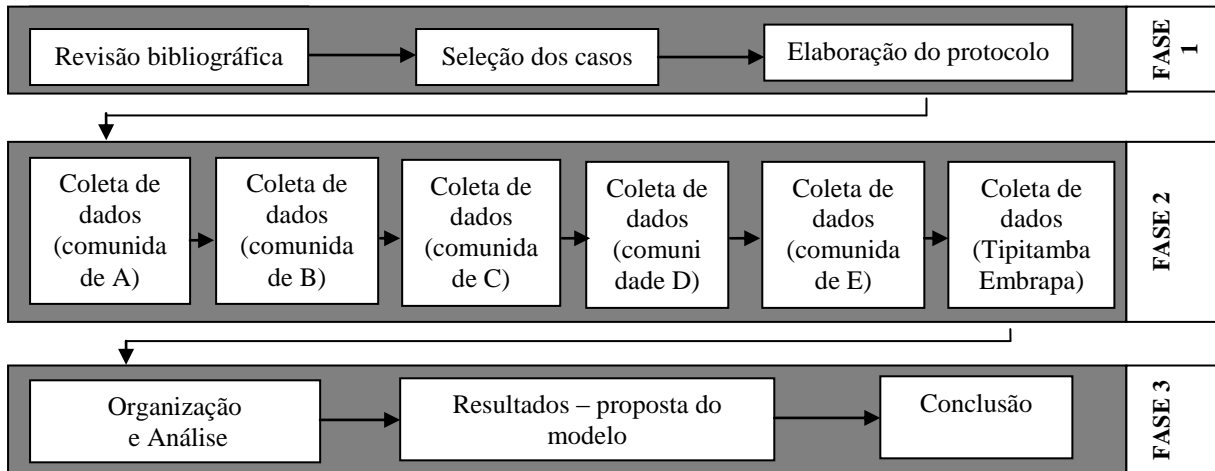 Revisão bibliográfica
Seleção dos casos
Elaboração do protocolo
FASE
1
Coleta de
dados
(comunida
de A)
Coleta de
dados
(comunida
de B)
Coleta de
dados
(comunida
de C)
Coleta de
dados
(comuni
dade D)
Coleta de
dados
(comunida
de E)
Coleta de
dados
(Tipitamba
Embrapa)
FASE 2
Organização
e Análise
Resultados – proposta do
modelo
Conclusão
FASE 3